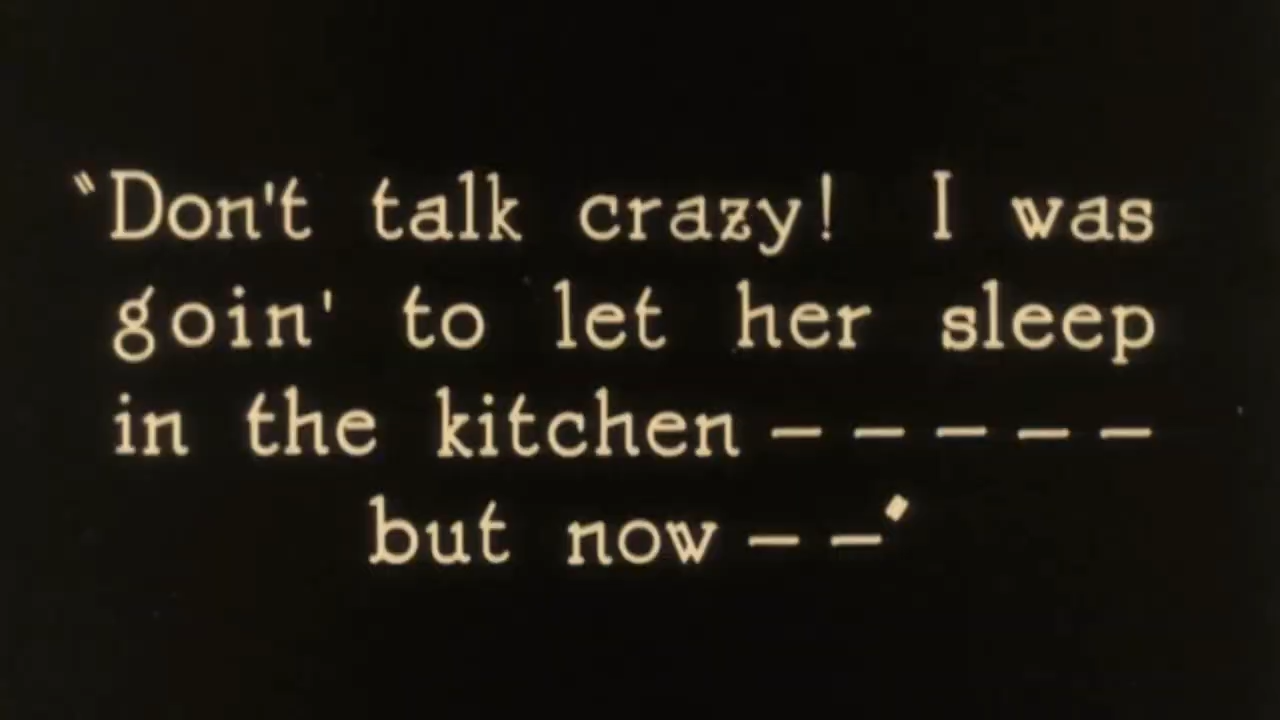 "Don't talk crazy! I was
goin' to let her sleep
in the kitchen – – – – –
but now – –"